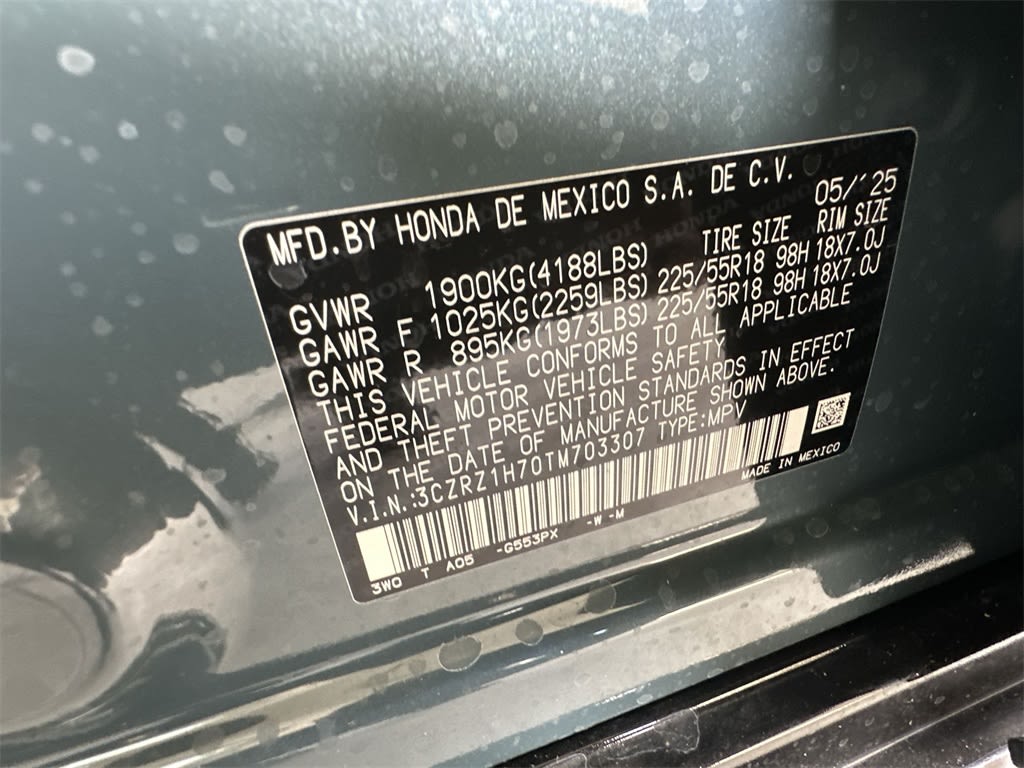 MFD.BY HONDA DE MEXICO S.A. DE C.V. 05/'25
TIRE SIZE RIM SIZE
GVWR 1900KG(4188LBS)
GAWR F 1025KG(2259LBS) 225/55R18 98H 18X7.0J
GAWR R 895KG(1973LBS) 225/55R18 98H 18X7.0J
THIS VEHICLE CONFORMS TO ALL APPLICABLE
FEDERAL MOTOR VEHICLE SAFETY
AND THEFT PREVENTION STANDARDS IN EFFECT
ON THE DATE OF MANUFACTURE SHOWN ABOVE.
V.I.N.:3CZRZ1H70TM703307 TYPE:MPV
MADE IN MEXICO
3W0 T A05 -G553PX -W -M